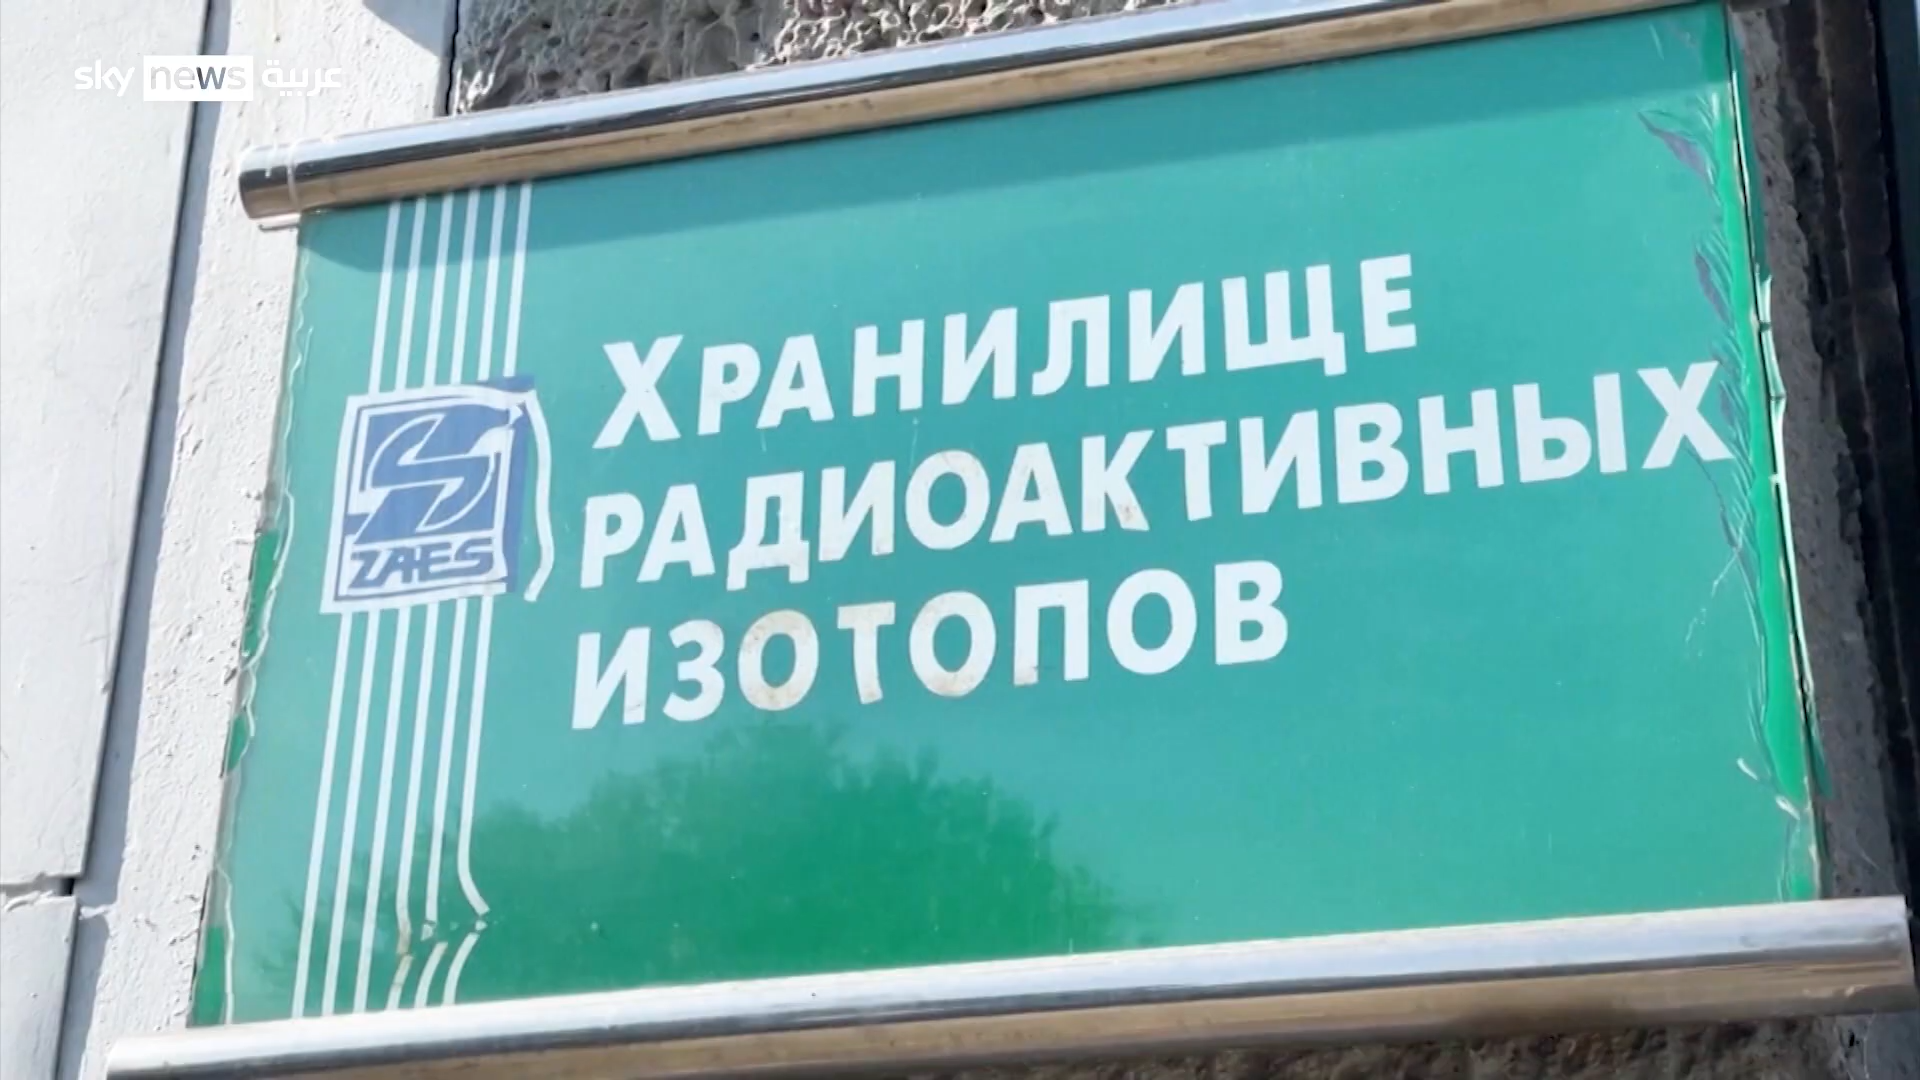 sky news عربية
ХРАНИЛИЩЕ
РАДИОАКТИВНЫХ
ИЗОТОПОВ
ZAES